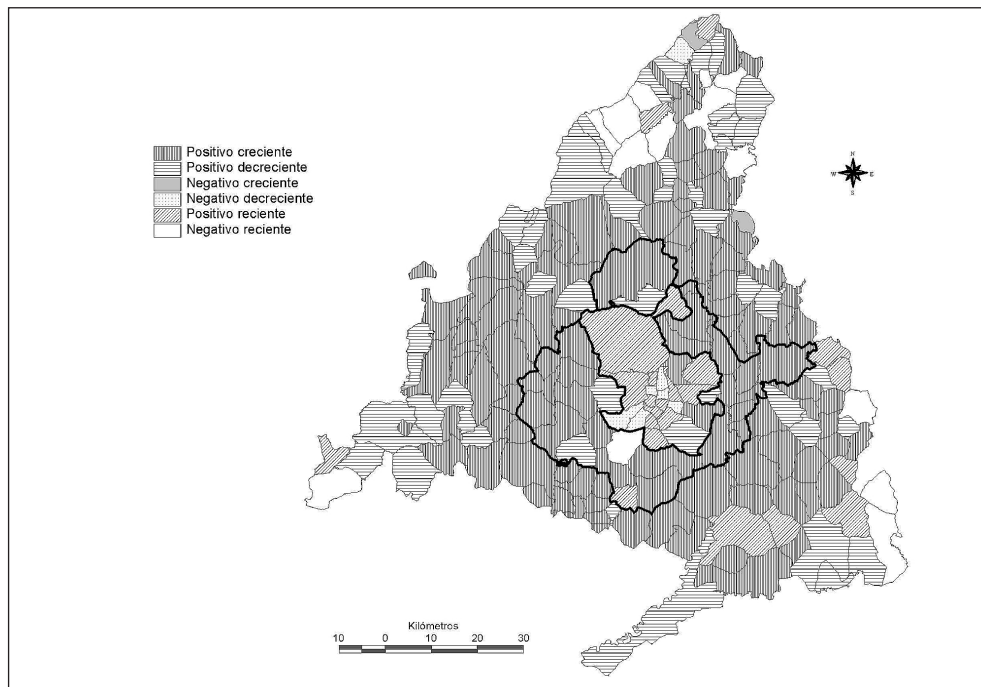 Positivo creciente
Positivo decreciente
Negativo creciente
Negativo decreciente
Positivo reciente
Negativo reciente
N
W E
S
Kilómetros
10 0 10 20 30